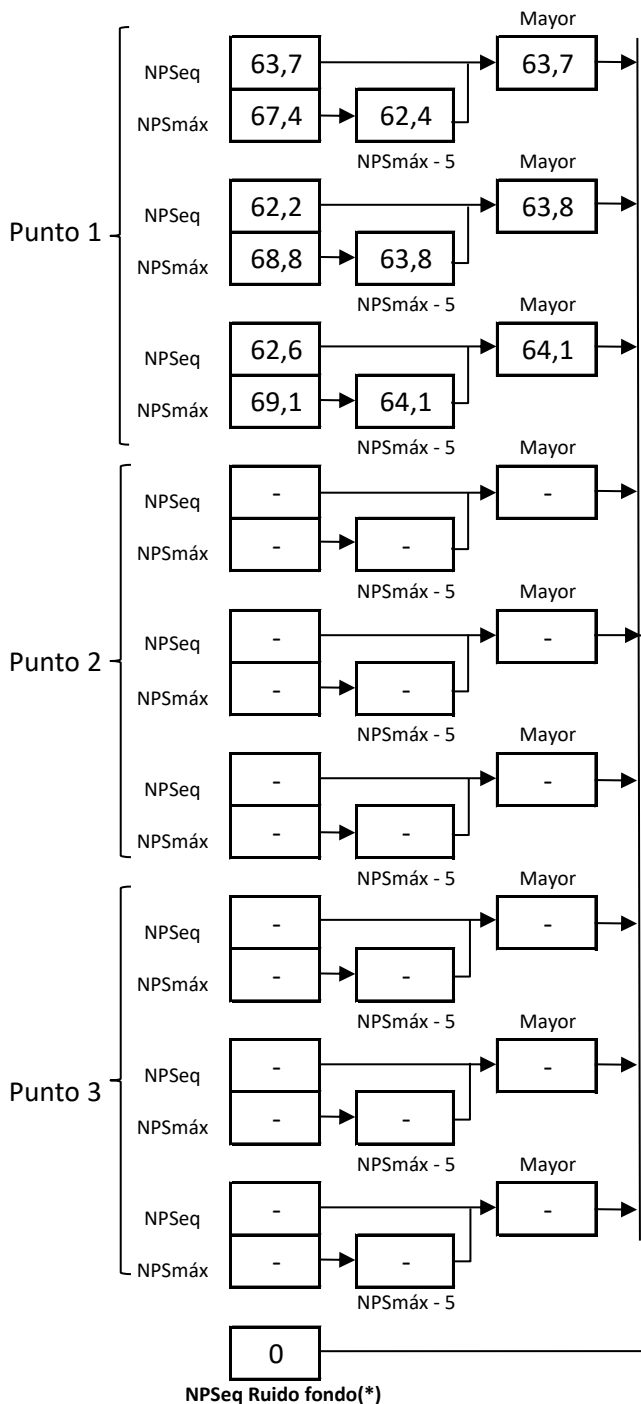 Mayor
NPSeq 63,7 63,7
NPSmáx 67,4 62,4
NPSmáx - 5 Mayor
NPSeq 62,2 63,8
Punto 1
NPSmáx 68,8 63,8
NPSmáx - 5 Mayor
NPSeq 62,6 64,1
NPSmáx 69,1 64,1
NPSmáx - 5 Mayor
NPSeq - -
NPSmáx - -
NPSmáx - 5 Mayor
NPSeq - -
Punto 2
NPSmáx - -
NPSmáx - 5 Mayor
NPSeq - -
NPSmáx - -
NPSmáx - 5 Mayor
NPSeq - -
NPSmáx - -
NPSmáx - 5 Mayor
NPSeq - -
Punto 3
NPSmáx - -
NPSmáx - 5 Mayor
NPSeq - -
NPSmáx - -
NPSmáx - 5
0
NPSeq Ruido fondo(*)